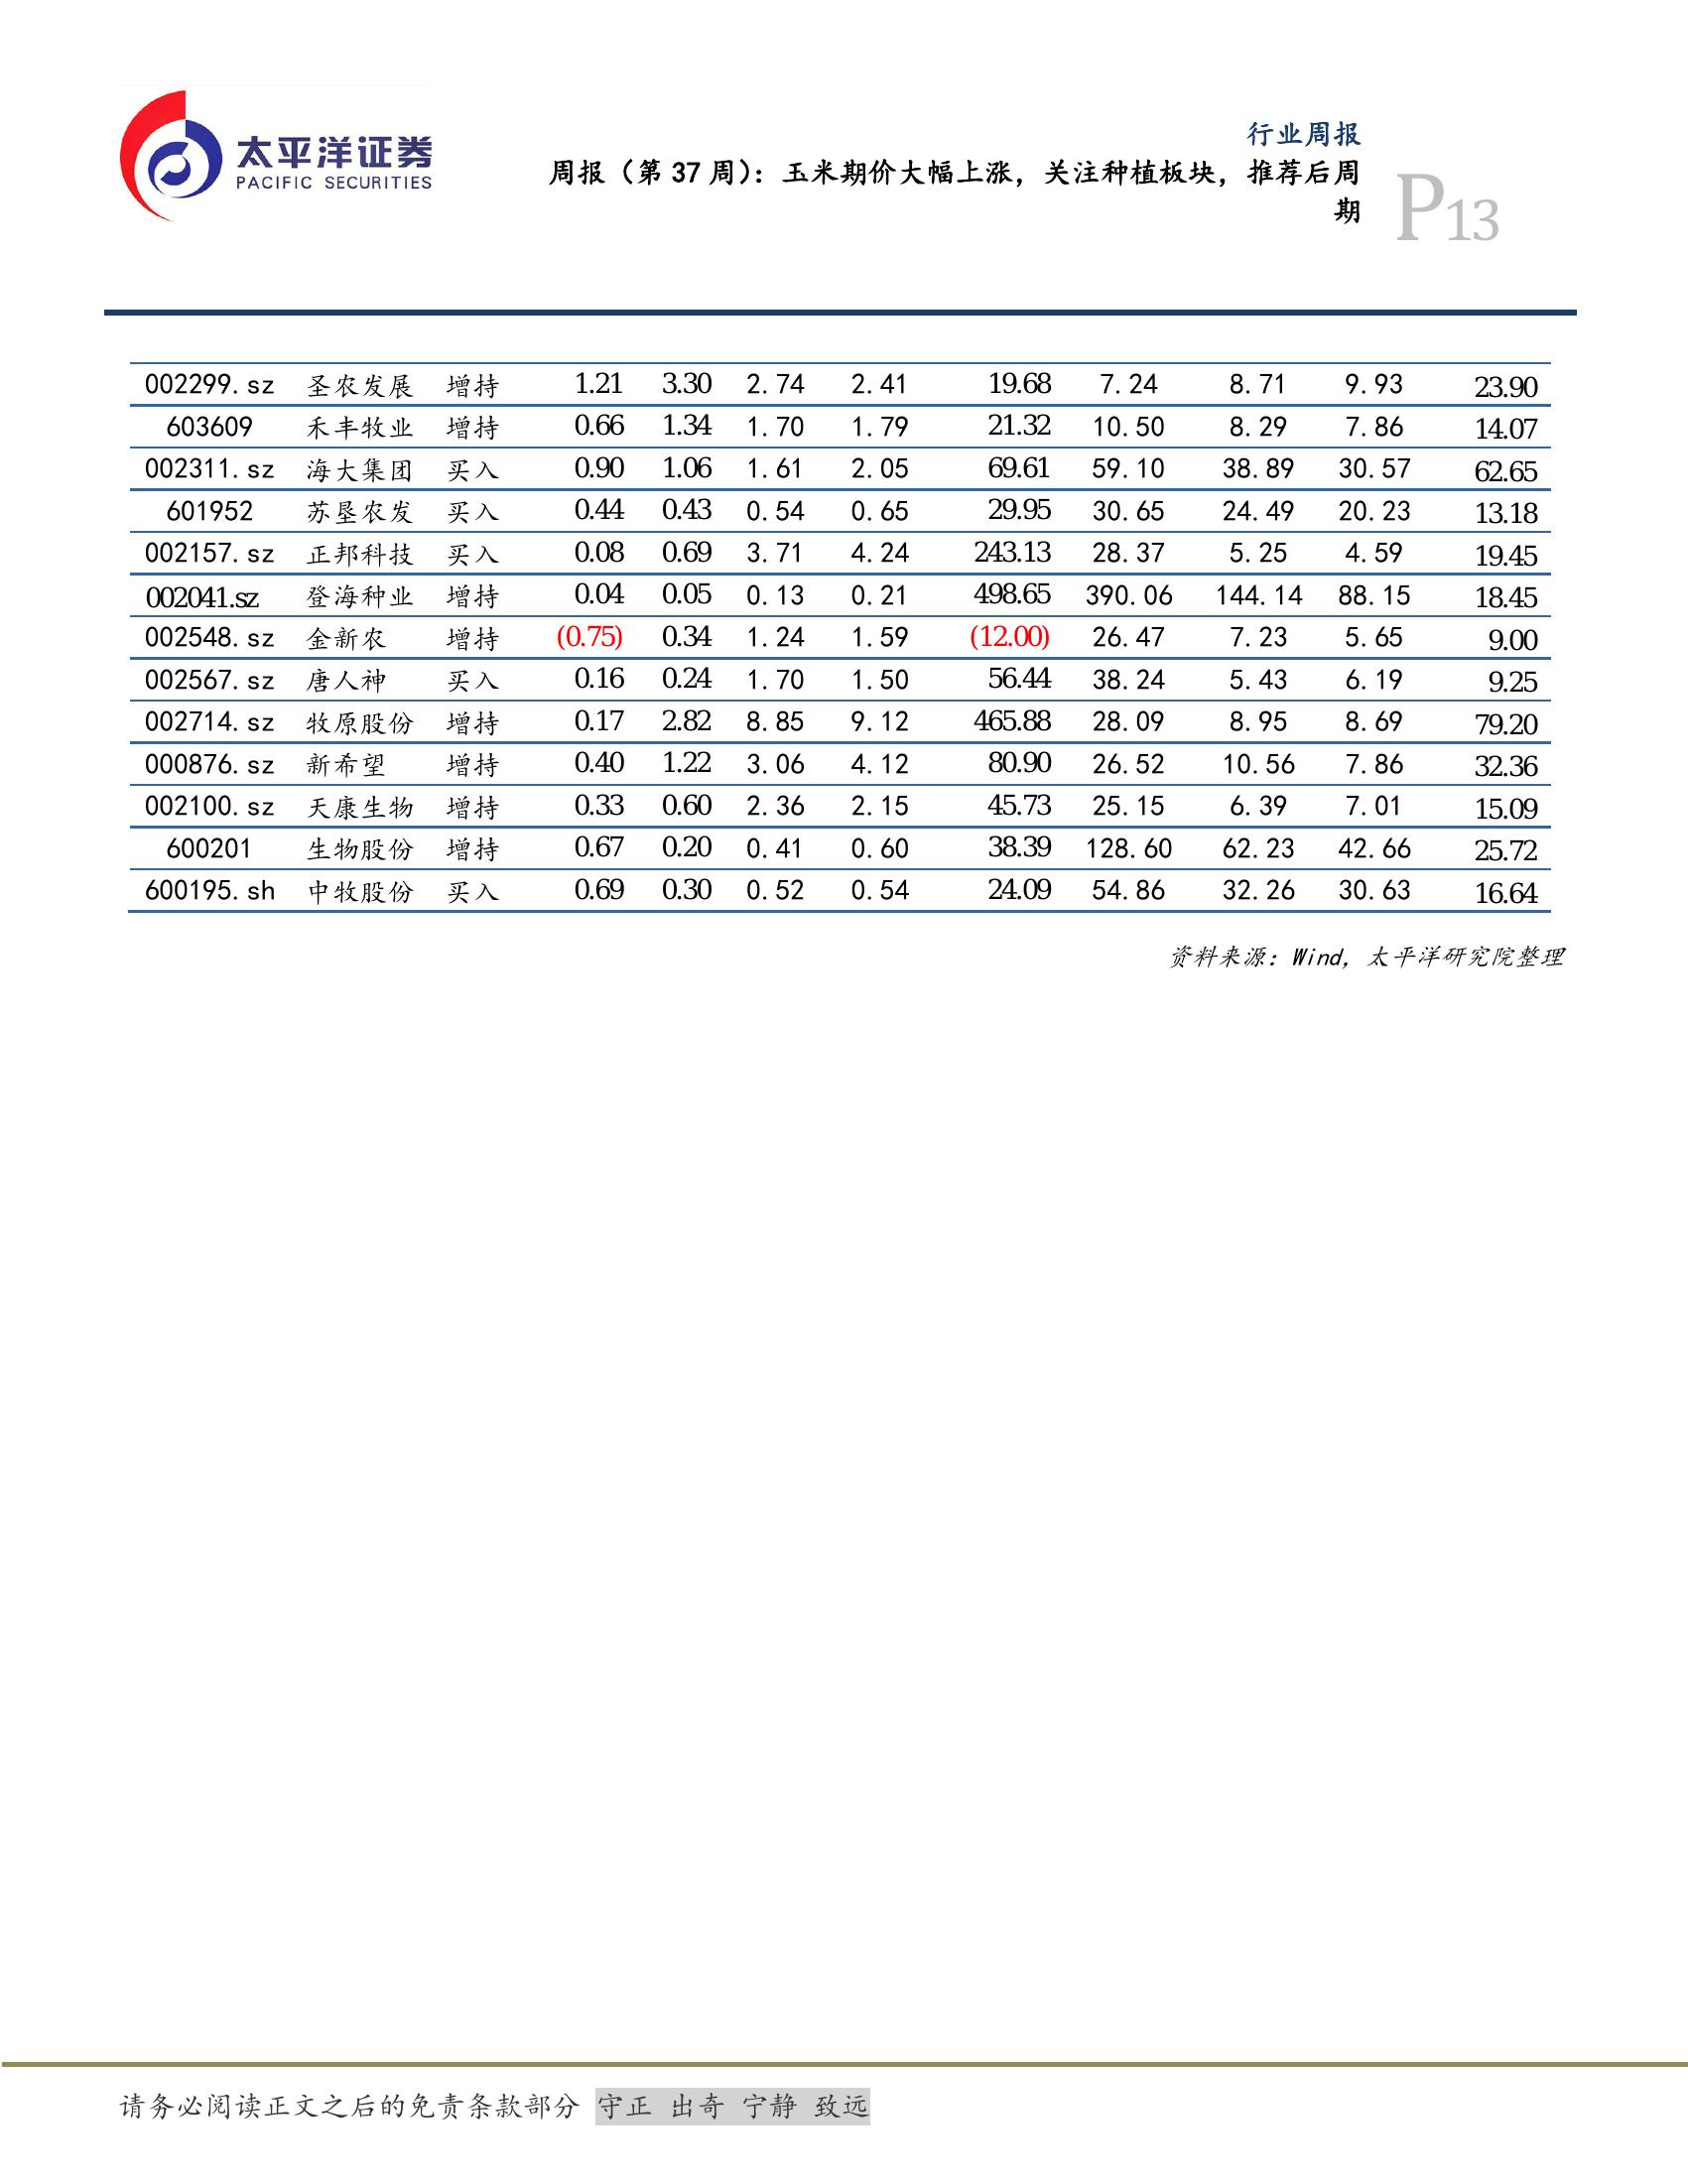 太平洋证券
PACIFIC SECURITIES
行业周报
周报（第 37 周）：玉米期价大幅上涨，关注种植板块，推荐后周
期
P13
002299.sz 圣农发展 增持 1.21 3.30 2.74 2.41 19.68 7.24 8.71 9.93 23.90
603609 禾丰牧业 增持 0.66 1.34 1.70 1.79 21.32 10.50 8.29 7.86 14.07
002311.sz 海大集团 买入 0.90 1.06 1.61 2.05 69.61 59.10 38.89 30.57 62.65
601952 苏垦农发 买入 0.44 0.43 0.54 0.65 29.95 30.65 24.49 20.23 13.18
002157.sz 正邦科技 买入 0.08 0.69 3.71 4.24 243.13 28.37 5.25 4.59 19.45
002041.sz 登海种业 增持 0.04 0.05 0.13 0.21 498.65 390.06 144.14 88.15 18.45
002548.sz 金新农 增持 (0.75) 0.34 1.24 1.59 (12.00) 26.47 7.23 5.65 9.00
002567.sz 唐人神 买入 0.16 0.24 1.70 1.50 56.44 38.24 5.43 6.19 9.25
002714.sz 牧原股份 增持 0.17 2.82 8.85 9.12 465.88 28.09 8.95 8.69 79.20
000876.sz 新希望 增持 0.40 1.22 3.06 4.12 80.90 26.52 10.56 7.86 32.36
002100.sz 天康生物 增持 0.33 0.60 2.36 2.15 45.73 25.15 6.39 7.01 15.09
600201 生物股份 增持 0.67 0.20 0.41 0.60 38.39 128.60 62.23 42.66 25.72
600195.sh 中牧股份 买入 0.69 0.30 0.52 0.54 24.09 54.86 32.26 30.63 16.64
资料来源：Wind，太平洋研究院整理
请务必阅读正文之后的免责条款部分 守正 出奇 宁静 致远